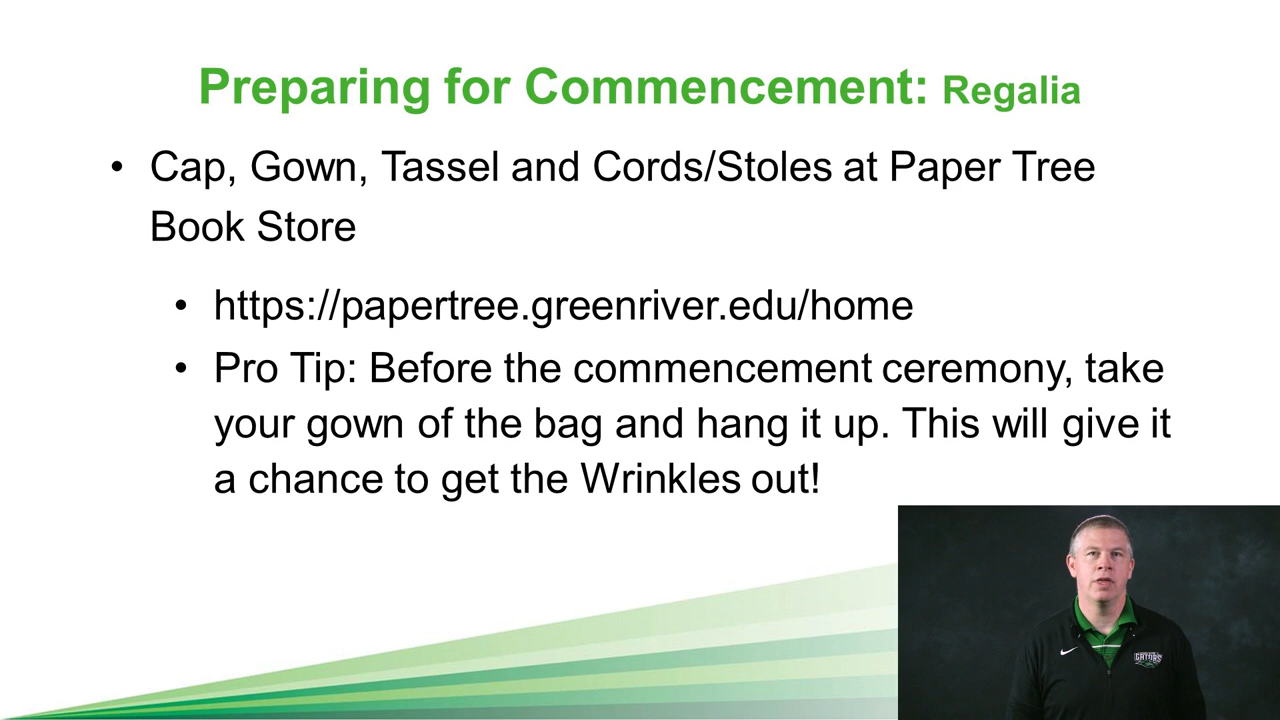 Preparing for Commencement: Regalia
• Cap, Gown, Tassel and Cords/Stoles at Paper Tree
Book Store
• https://papertree.greenriver.edu/home
• Pro Tip: Before the commencement ceremony, take
your gown of the bag and hang it up. This will give it
a chance to get the Wrinkles out!
GATORS